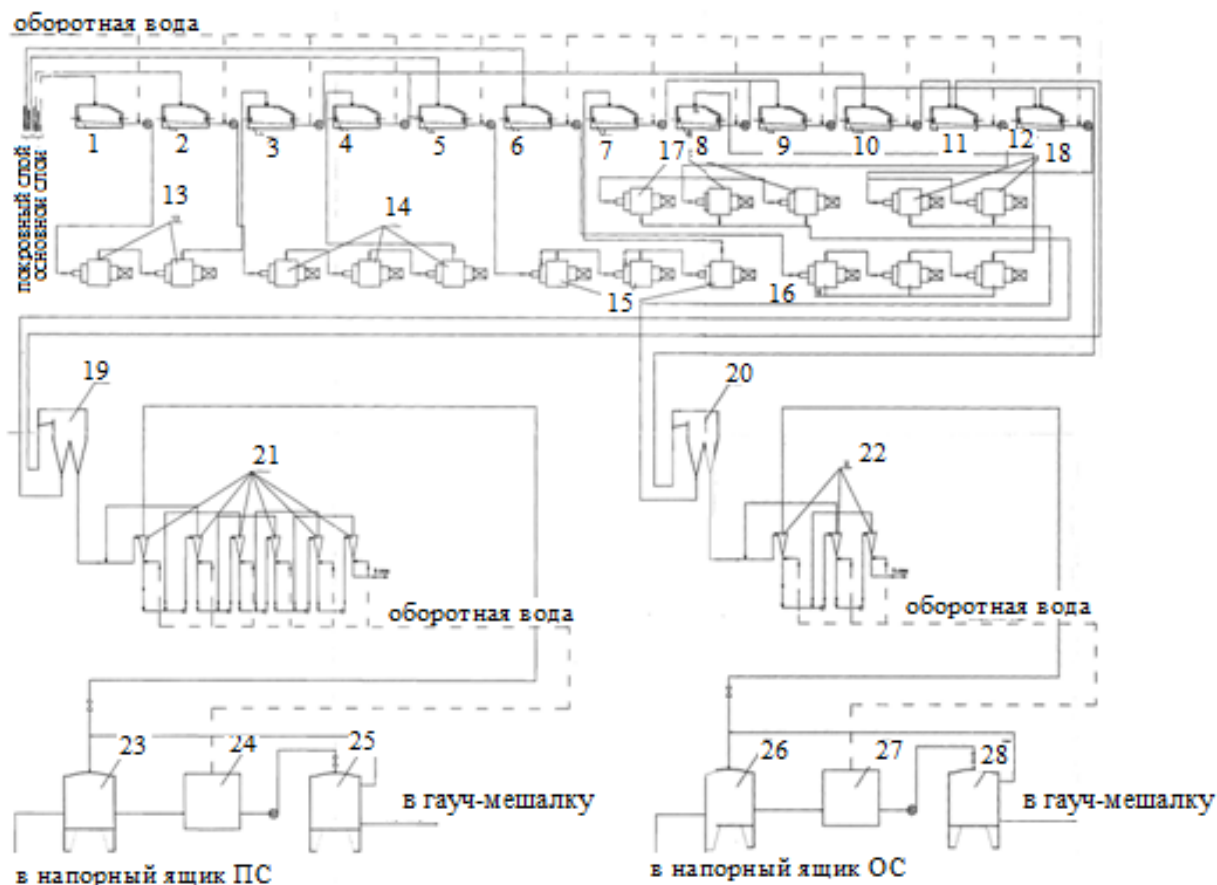 оборотная вода
покровный слой
основной слой
1 2 3 4 5 6 7 8 9 10 11 12
17 18
13 14
15 16
19 20
21 22
оборотная вода
оборотная вода
23 24 25
26 27 28
в гауч-мешалку
в гауч-мешалку
в напорный ящик ПС
в напорный ящик ОС